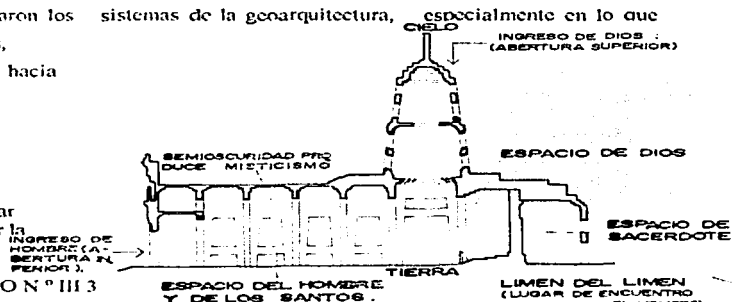 aron los sistemas de la geoarquitectura, especialmente en lo que
s,
hacia
CIELO
INGRESO DE DIOS :
(ABERTURA SUPERIOR)
SEMIOSCURIDAD PRO
DUCE MISTICISMO
ESPACIO DE DIOS
ar
r la
INGRESO DE
HOMBRE (A-
BERTURA IN
FERIOR).
ESPACIO DE
SACERDOTE
TIERRA
O N º III 3
ESPACIO DEL HOMBRE
Y DE LOS SANTOS.
LIMEN DEL LIMEN
(LUGAR DE ENCUENTRO